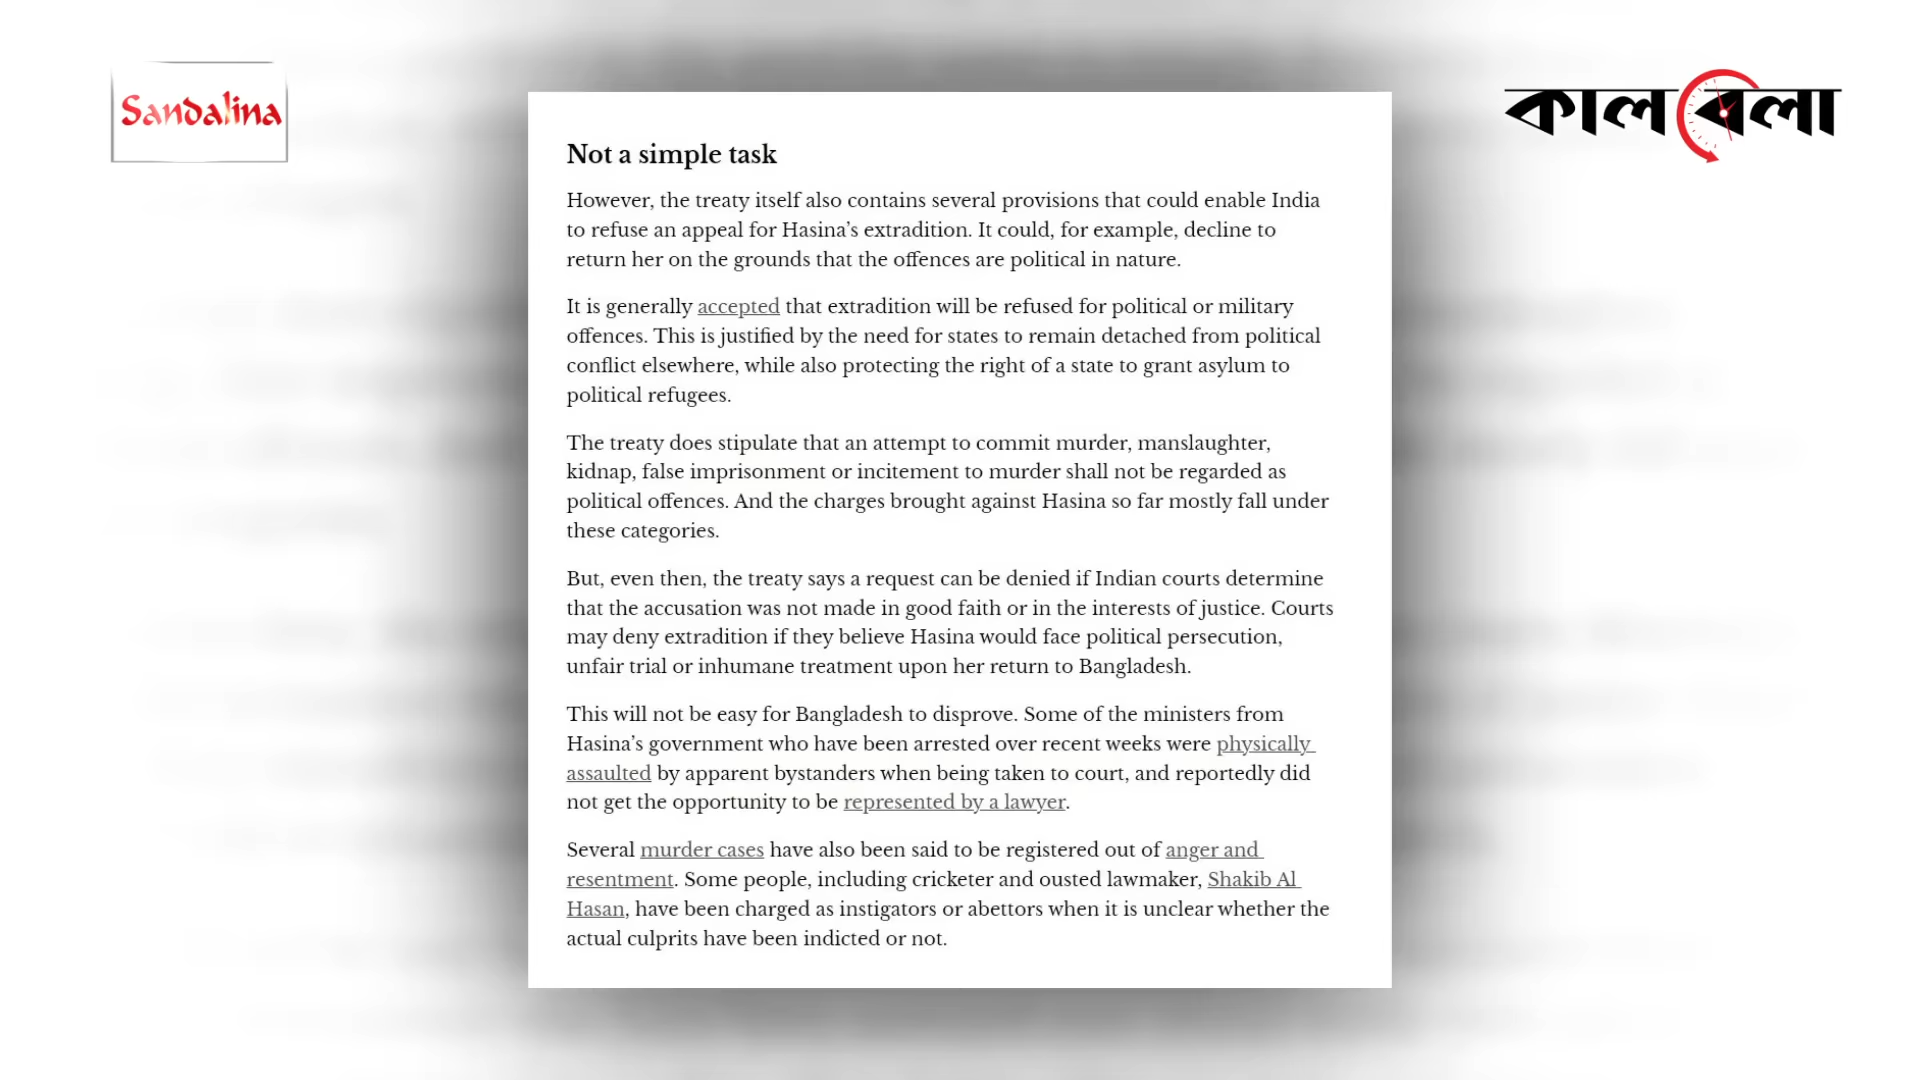 Sandalina
কালবেলা
Not a simple task
However, the treaty itself also contains several provisions that could enable India
to refuse an appeal for Hasina’s extradition. It could, for example, decline to
return her on the grounds that the offences are political in nature.
It is generally accepted that extradition will be refused for political or military
offences. This is justified by the need for states to remain detached from political
conflict elsewhere, while also protecting the right of a state to grant asylum to
political refugees.
The treaty does stipulate that an attempt to commit murder, manslaughter,
kidnap, false imprisonment or incitement to murder shall not be regarded as
political offences. And the charges brought against Hasina so far mostly fall under
these categories.
But, even then, the treaty says a request can be denied if Indian courts determine
that the accusation was not made in good faith or in the interests of justice. Courts
may deny extradition if they believe Hasina would face political persecution,
unfair trial or inhumane treatment upon her return to Bangladesh.
This will not be easy for Bangladesh to disprove. Some of the ministers from
Hasina’s government who have been arrested over recent weeks were physically
assaulted by apparent bystanders when being taken to court, and reportedly did
not get the opportunity to be represented by a lawyer.
Several murder cases have also been said to be registered out of anger and
resentment. Some people, including cricketer and ousted lawmaker, Shakib Al
Hasan, have been charged as instigators or abettors when it is unclear whether the
actual culprits have been indicted or not.